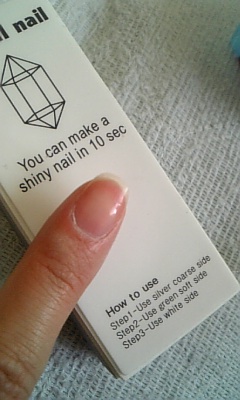 nail
You can make a
shiny nail in 10 sec
How to use
Step1-Use silver coarse side
Step2-Use green soft side
Step3-Use white side